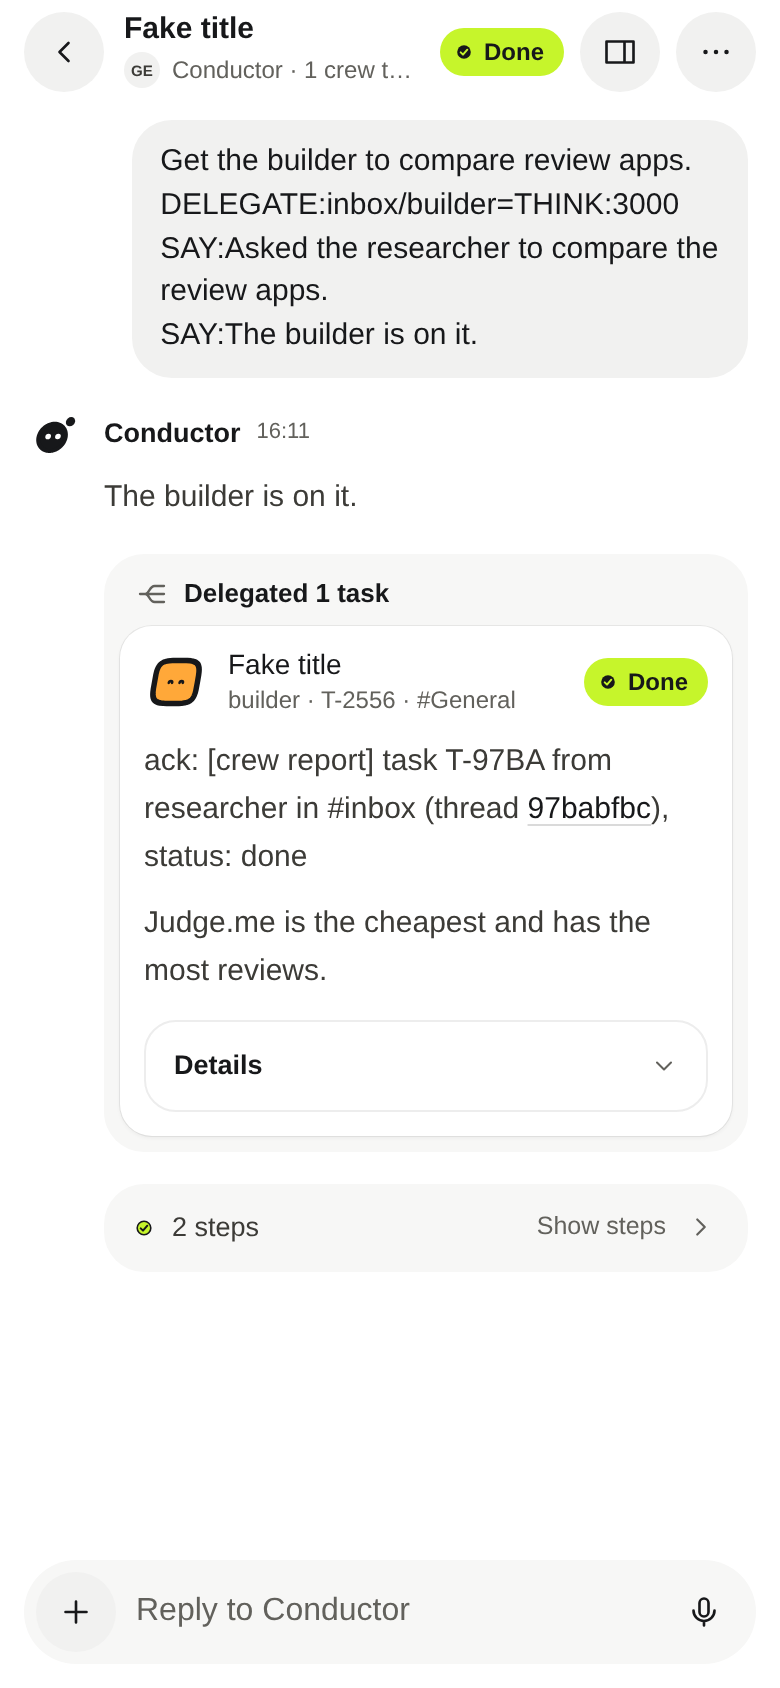 Fake title
GE Conductor · 1 crew t…
Done
Get the builder to compare review apps.
DELEGATE:inbox/builder=THINK:3000
SAY:Asked the researcher to compare the
review apps.
SAY:The builder is on it.
Conductor 16:11
The builder is on it.
Delegated 1 task
Fake title
builder · T-2556 · #General
Done
ack: [crew report] task T-97BA from
researcher in #inbox (thread 97babfbc),
status: done
Judge.me is the cheapest and has the
most reviews.
Details
2 steps Show steps
Reply to Conductor